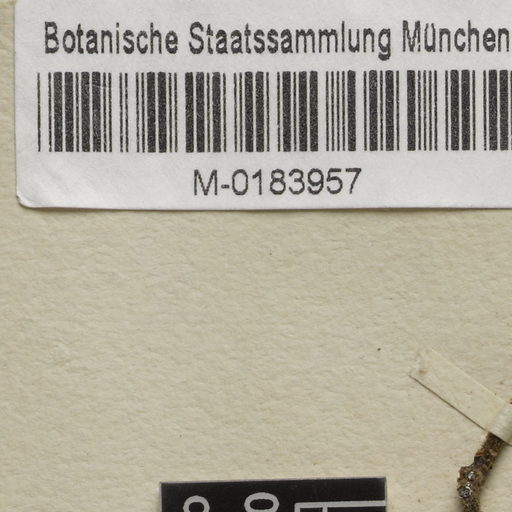 Botanische Staatssammlung München
M-0183957